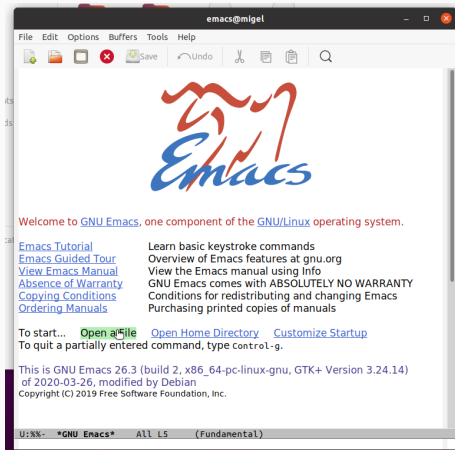 emacs@migel
File Edit Options Buffers Tools Help
Save Undo
Emacs
Welcome to GNU Emacs, one component of the GNU/Linux operating system.
Emacs Tutorial Learn basic keystroke commands
Emacs Guided Tour Overview of Emacs features at gnu.org
View Emacs Manual View the Emacs manual using Info
Absence of Warranty GNU Emacs comes with ABSOLUTELY NO WARRANTY
Copying Conditions Conditions for redistributing and changing Emacs
Ordering Manuals Purchasing printed copies of manuals
To start... Open a File Open Home Directory Customize Startup
To quit a partially entered command, type Control-g.
This is GNU Emacs 26.3 (build 2, x86_64-pc-linux-gnu, GTK+ Version 3.24.14)
of 2020-03-26, modified by Debian
Copyright (C) 2019 Free Software Foundation, Inc.
U:%%- *GNU Emacs* All L5 (Fundamental)